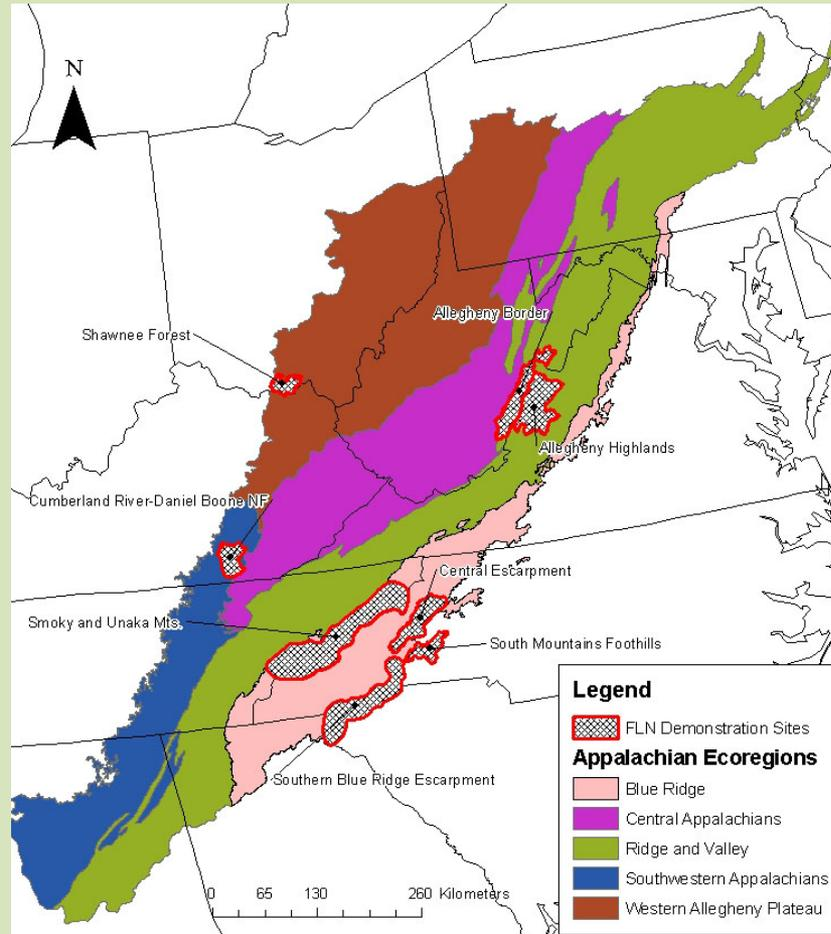 N
Allegheny Border
Shawnee Forest
Allegheny Highlands
Cumberland River-Daniel Boone NF
Central Escarpment
Smoky and Unaka Mts.
South Mountains Foothills
Southern Blue Ridge Escarpment
Legend
FLN Demonstration Sites
Appalachian Ecoregions
Blue Ridge
Central Appalachians
Ridge and Valley
Southwestern Appalachians
Western Allegheny Plateau
0 65 130 260 Kilometers